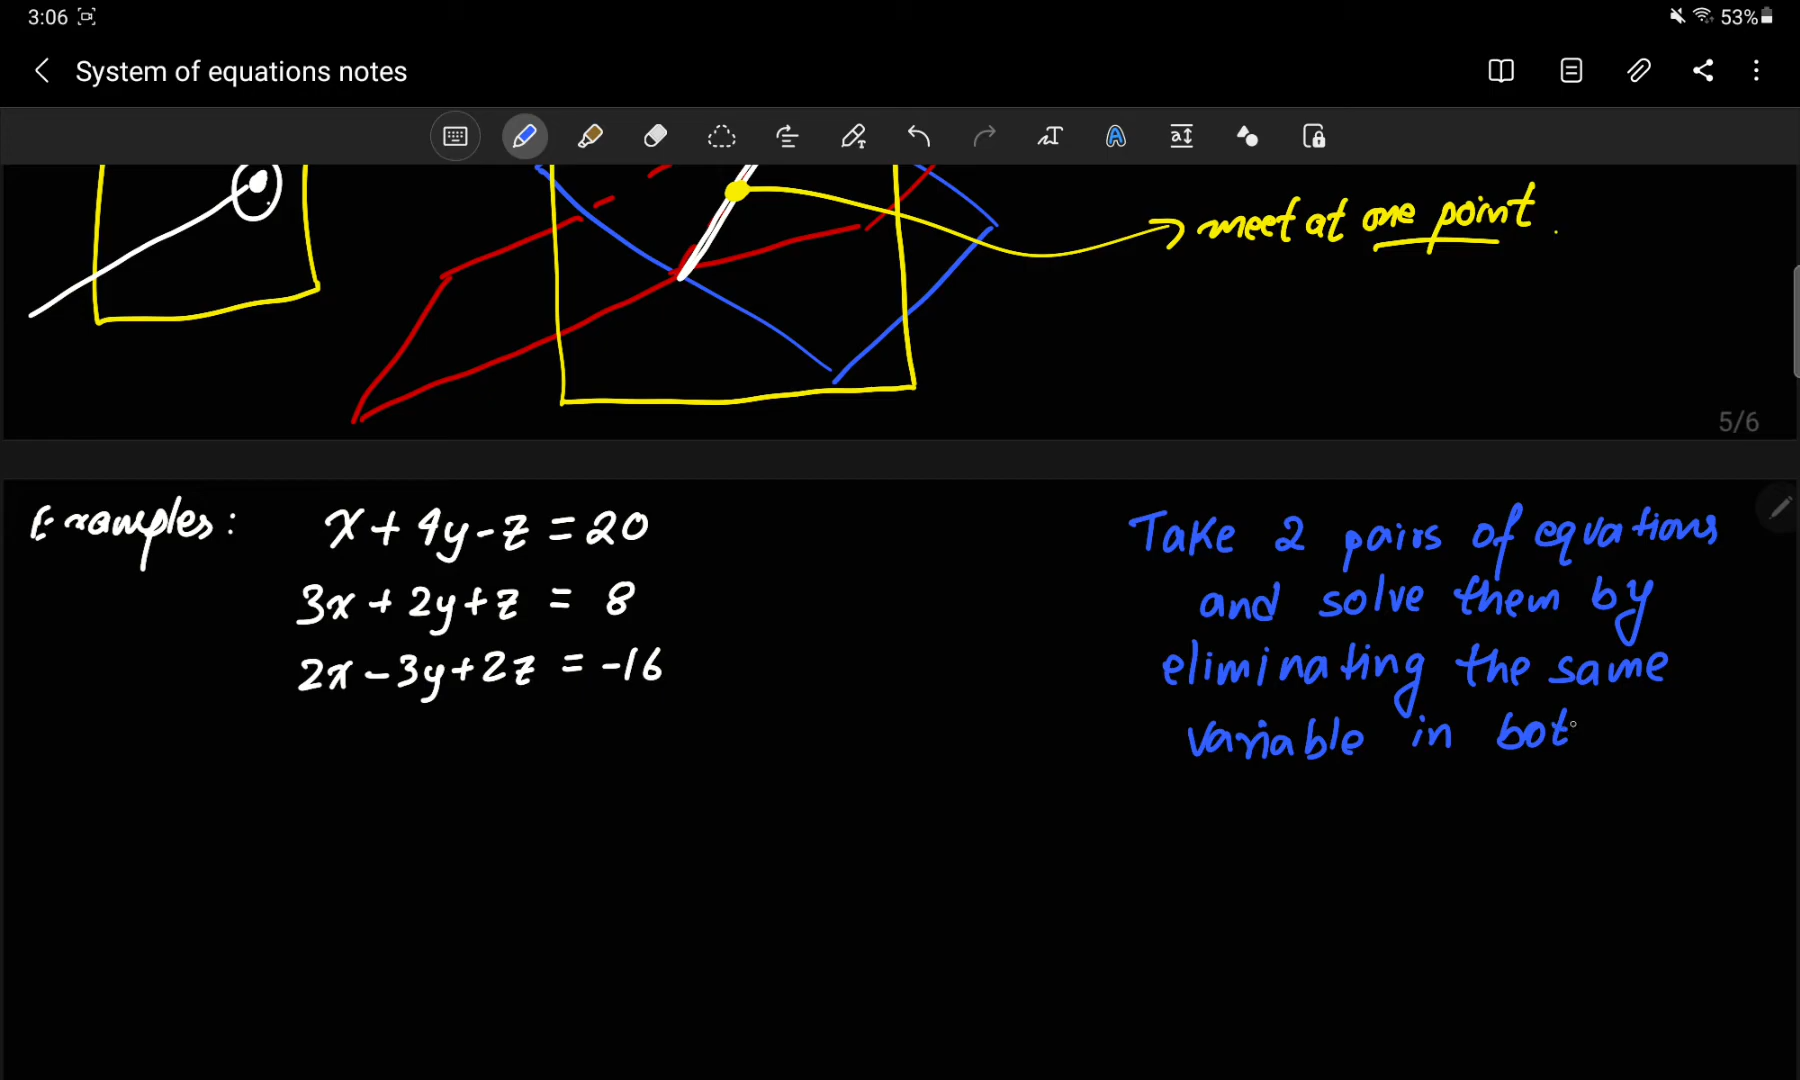 3:06
53%
System of equations notes
meet at one point.
5/6
Examples: x + 4y - z = 20
3x + 2y + z = 8
2x - 3y + 2z = -16
Take 2 pairs of equations
and solve them by
eliminating the same
variable in bot